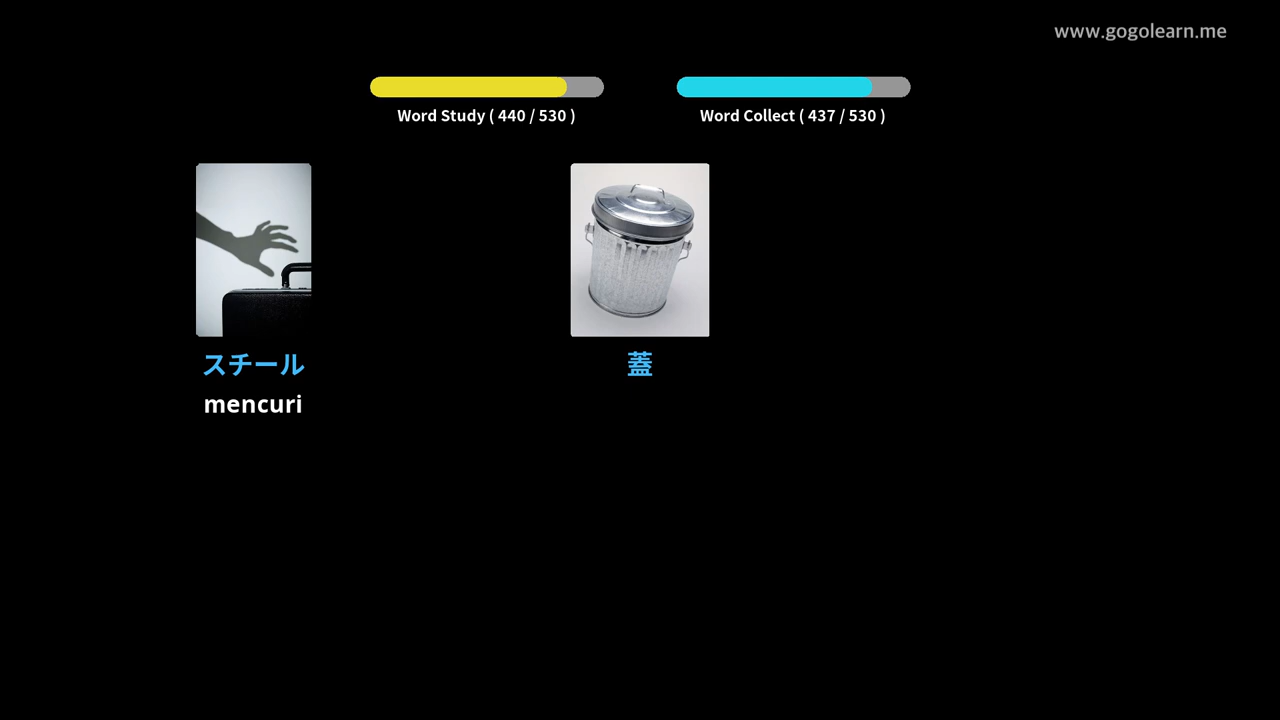 www.gogolearn.me
Word Study ( 440 / 530 )
Word Collect ( 437 / 530 )
スチール
mencuri
蓋